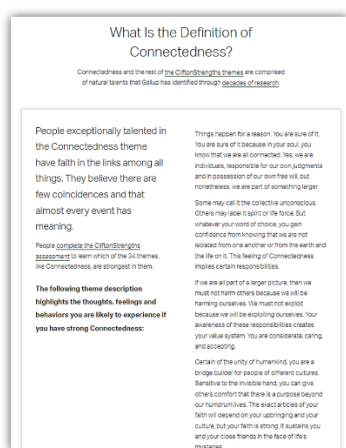 What Is the Definition of
Connectedness?
Connectedness and the rest of the CliftonStrengths themes are comprised
of natural talents that Gallup has identified through decades of research.
People exceptionally talented in
the Connectedness theme
have faith in the links among all
things. They believe there are
few coincidences and that
almost every event has
meaning.
People complete the CliftonStrengths
assessment to learn which of the 34 themes,
like Connectedness, are strongest in them.
The following theme description
highlights the thoughts, feelings and
behaviors you are likely to experience if
you have strong Connectedness:
Things happen for a reason. You are sure of it.
You are sure of it because in your soul, you
know that we are all connected. Yes, we are
individuals, responsible for our own judgments
and in possession of our own free will, but
nonetheless, we are part of something larger.
Some may call it the collective unconscious.
Others may label it spirit or life force. But
whatever your word of choice, you gain
confidence from knowing that we are not
isolated from one another or from the earth and
the life on it. This feeling of Connectedness
implies certain responsibilities.
If we are all part of a larger picture, then we
must not harm others because we will be
harming ourselves. We must not exploit
because we will be exploiting ourselves. Your
awareness of these responsibilities creates
your value system. You are considerate, caring,
and accepting.
Certain of the unity of humankind, you are a
bridge builder for people of different cultures.
Sensitive to the invisible hand, you can give
others comfort that there is a purpose beyond
our humdrum lives. The exact articles of your
faith will depend on your upbringing and your
culture, but your faith is strong. It sustains you
and your close friends in the face of life's
mysteries.